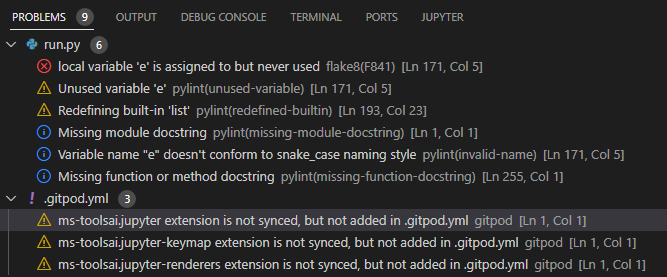 PROBLEMS 9 OUTPUT DEBUG CONSOLE TERMINAL PORTS JUPYTER
run.py 6
local variable 'e' is assigned to but never used flake8(F841) [Ln 171, Col 5]
Unused variable 'e' pylint(unused-variable) [Ln 171, Col 5]
Redefining built-in 'list' pylint(redefined-builtin) [Ln 193, Col 23]
Missing module docstring pylint(missing-module-docstring) [Ln 1, Col 1]
Variable name "e" doesn't conform to snake_case naming style pylint(invalid-name) [Ln 171, Col 5]
Missing function or method docstring pylint(missing-function-docstring) [Ln 255, Col 1]
! .gitpod.yml 3
ms-toolsai.jupyter extension is not synced, but not added in .gitpod.yml gitpod [Ln 1, Col 1]
ms-toolsai.jupyter-keymap extension is not synced, but not added in .gitpod.yml gitpod [Ln 1, Col 1]
ms-toolsai.jupyter-renderers extension is not synced, but not added in .gitpod.yml gitpod [Ln 1, Col 1]